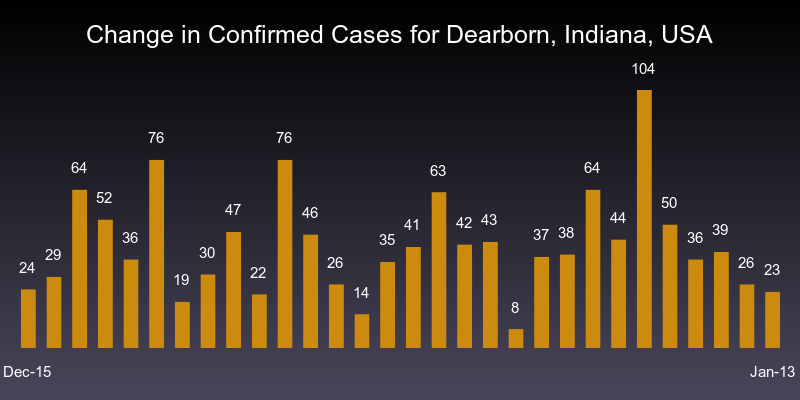 Change in Confirmed Cases for Dearborn, Indiana, USA
24 29 64 52 36 76 19 30 47 22 76 46 26 14 35 41 63 42 43 8 37 38 64 44 104 50 36 39 26 23
Dec-15 Jan-13